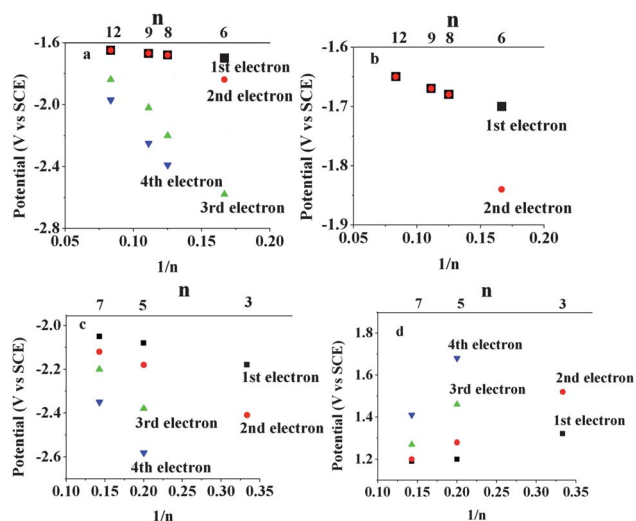 n
12 9 8 6
-1.6
a
1st electron
2nd electron
-2.0
-2.4
4th electron
3rd electron
-2.8
0.05 0.10 0.15 0.20
1/n
Potential (V vs SCE)
n
12 9 8 6
-1.6
b
-1.7
1st electron
-1.8
2nd electron
-1.9
0.05 0.10 0.15 0.20
1/n
Potential (V vs SCE)
n
7 5 3
c
-2.0
-2.2
1st electron
-2.4
3rd electron
2nd electron
-2.6
4th electron
0.10 0.15 0.20 0.25 0.30 0.35
1/n
Potential (V vs SCE)
n
7 5 3
d
1.8
4th electron
1.6
3rd electron
2nd electron
1.4
1st electron
1.2
0.10 0.15 0.20 0.25 0.30 0.35
1/n
Potential (V vs SCE)